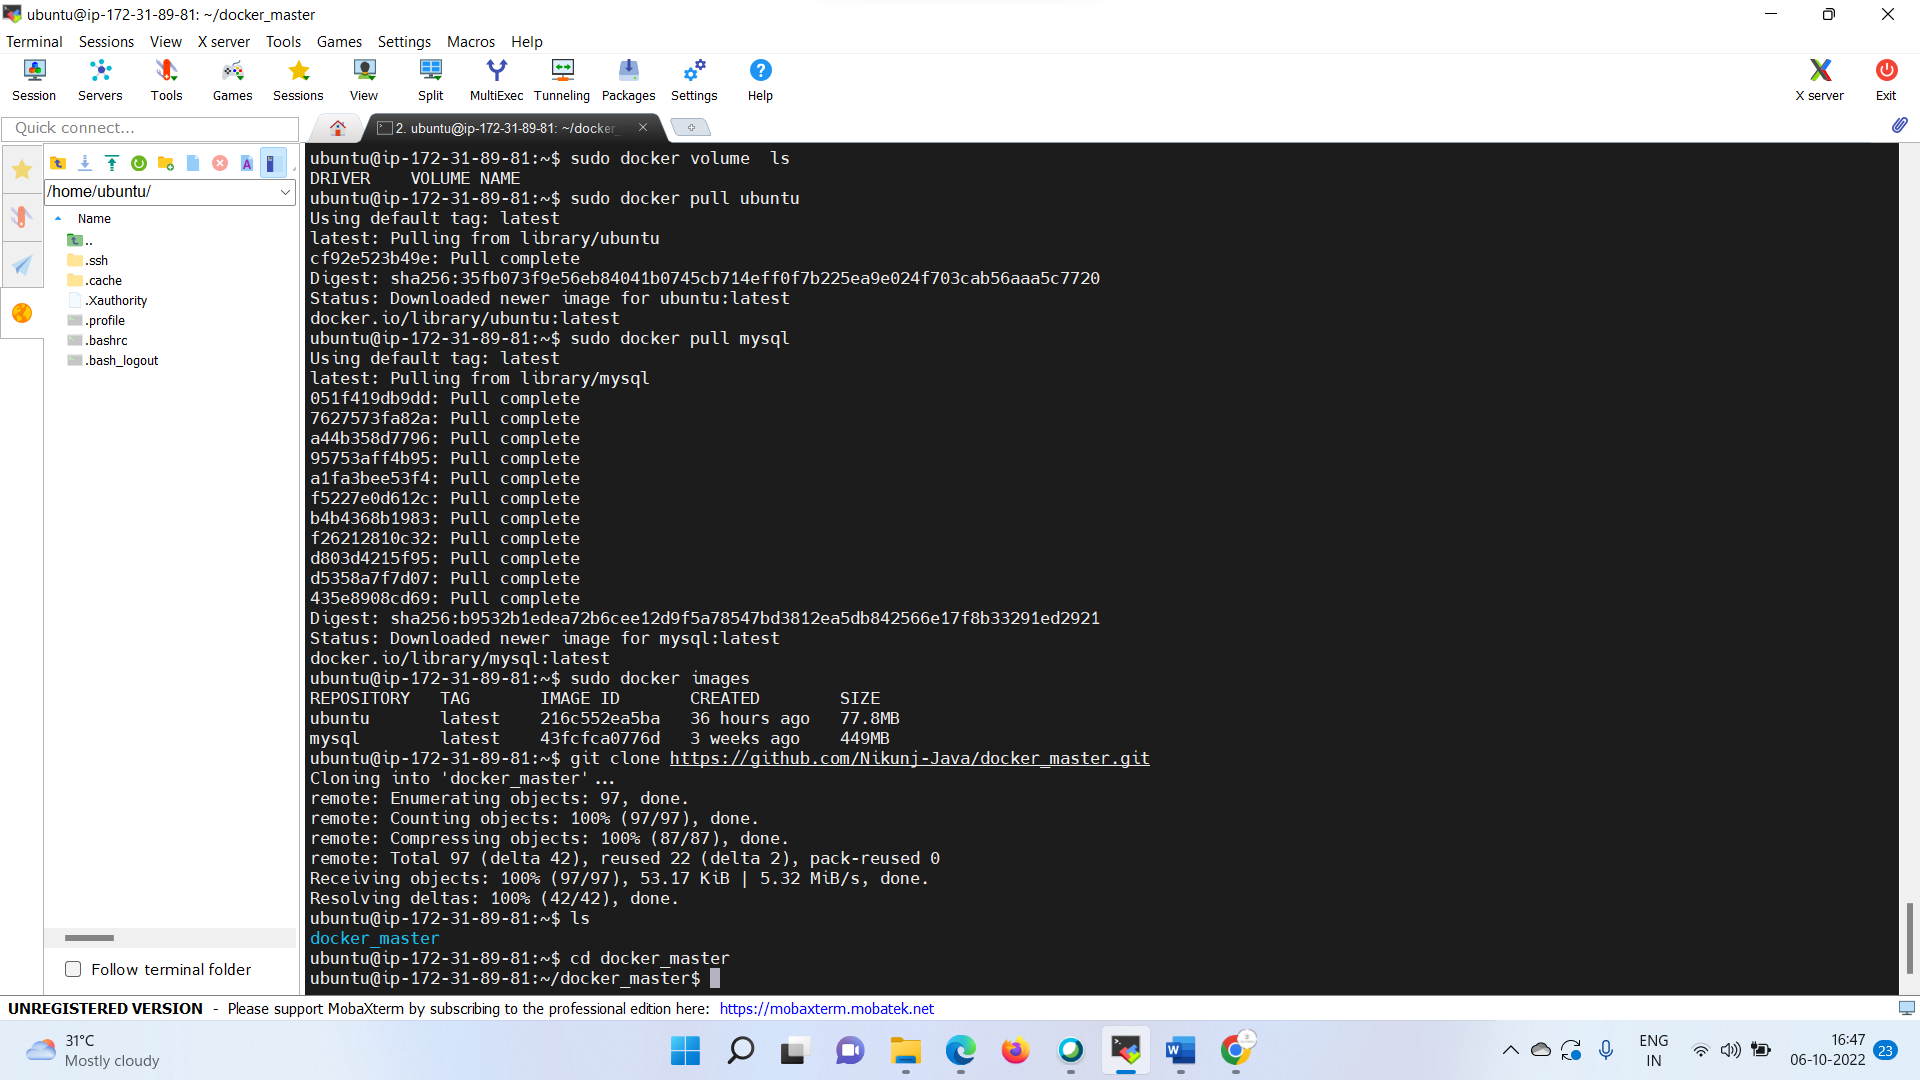 ubuntu@ip-172-31-89-81: ~/docker_master
Terminal Sessions View X server Tools Games Settings Macros Help
Session Servers Tools Games Sessions View Split MultiExec Tunneling Packages Settings Help X server Exit
Quick connect...
2. ubuntu@ip-172-31-89-81: ~/docker
/home/ubuntu/
Name
..
.ssh
.cache
.Xauthority
.profile
.bashrc
.bash_logout
Follow terminal folder
ubuntu@ip-172-31-89-81:~$ sudo docker volume  ls
DRIVER    VOLUME NAME
ubuntu@ip-172-31-89-81:~$ sudo docker pull ubuntu
Using default tag: latest
latest: Pulling from library/ubuntu
cf92e523b49e: Pull complete
Digest: sha256:35fb073f9e56eb84041b0745cb714eff0f7b225ea9e024f703cab56aaa5c7720
Status: Downloaded newer image for ubuntu:latest
docker.io/library/ubuntu:latest
ubuntu@ip-172-31-89-81:~$ sudo docker pull mysql
Using default tag: latest
latest: Pulling from library/mysql
051f419db9dd: Pull complete
7627573fa82a: Pull complete
a44b358d7796: Pull complete
95753aff4b95: Pull complete
a1fa3bee53f4: Pull complete
f5227e0d612c: Pull complete
b4b4368b1983: Pull complete
f26212810c32: Pull complete
d803d4215f95: Pull complete
d5358a7f7d07: Pull complete
435e8908cd69: Pull complete
Digest: sha256:b9532b1edea72b6cee12d9f5a78547bd3812ea5db842566e17f8b33291ed2921
Status: Downloaded newer image for mysql:latest
docker.io/library/mysql:latest
ubuntu@ip-172-31-89-81:~$ sudo docker images
REPOSITORY   TAG       IMAGE ID       CREATED        SIZE
ubuntu       latest    216c552ea5ba   36 hours ago   77.8MB
mysql        latest    43fcfca0776d   3 weeks ago    449MB
ubuntu@ip-172-31-89-81:~$ git clone https://github.com/Nikunj-Java/docker_master.git
Cloning into 'docker_master'...
remote: Enumerating objects: 97, done.
remote: Counting objects: 100% (97/97), done.
remote: Compressing objects: 100% (87/87), done.
remote: Total 97 (delta 42), reused 22 (delta 2), pack-reused 0
Receiving objects: 100% (97/97), 53.17 KiB | 5.32 MiB/s, done.
Resolving deltas: 100% (42/42), done.
ubuntu@ip-172-31-89-81:~$ ls
docker_master
ubuntu@ip-172-31-89-81:~$ cd docker_master
ubuntu@ip-172-31-89-81:~/docker_master$
UNREGISTERED VERSION - Please support MobaXterm by subscribing to the professional edition here: https://mobaxterm.mobatek.net
31°C
Mostly cloudy
ENG
IN
16:47
06-10-2022
23